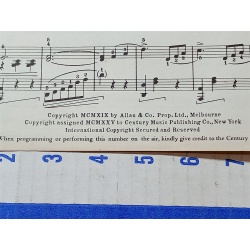 Copyright MCMXIX by Allan & Co. Prop. Ltd., Melbourne
Copyright assigned MCMXXV to Century Music Publishing Co., New York
International Copyright Secured and Reserved
When programming or performing this number on the air, kindly give credit to the Century
2 3 4 5 6 7 8 9